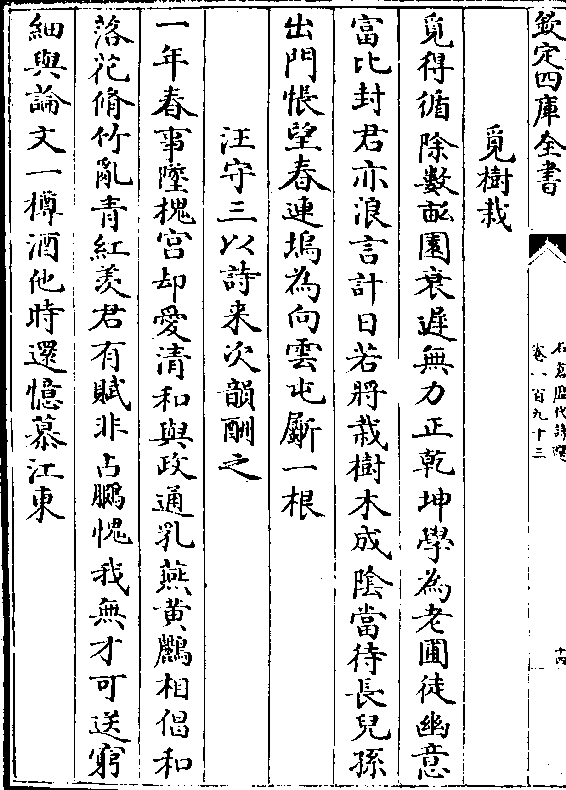 欽定四庫全書
石倉歷代詩選
卷一百九十三
十四
覓樹栽
覓得循除數畝園衰遲無力正乾坤學為老圃徒幽意
富比封君亦浪言計日若將栽樹木成陰當待長兒孫
出門悵望春連塢為向雲屯斸一根
汪守三以詩来次韻酬之
一年春事墜槐宫却愛清和與政通乳燕黄鸝相倡和
落花脩竹亂青紅羡君有賦非占鵩愧我無才可送窮
細與論文一樽酒他時還憶慕江東